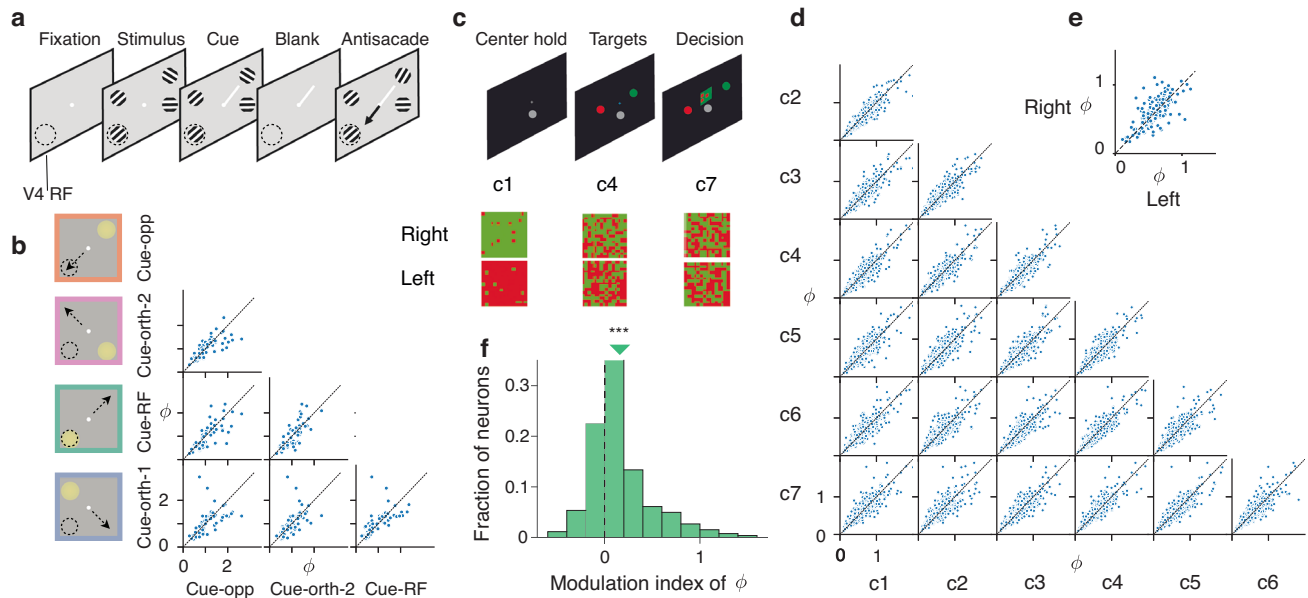 a
Fixation Stimulus Cue Blank Antisacade
V4 RF
b
Cue-opp
Cue-orth-2
Cue-RF
Cue-orth-1
ϕ
2
1
0
0 1 2
ϕ
Cue-opp Cue-orth-2 Cue-RF
c
Center hold Targets Decision
c1 c4 c7
Right
Left
f
***
Fraction of neurons
0.3
0.2
0.1
0
0 1
Modulation index of ϕ
d
c2
c3
c4
ϕ
c5
c6
c7
1
0
0 1
ϕ
c1 c2 c3 c4 c5 c6
e
Right ϕ
1
0
0 1
ϕ
Left